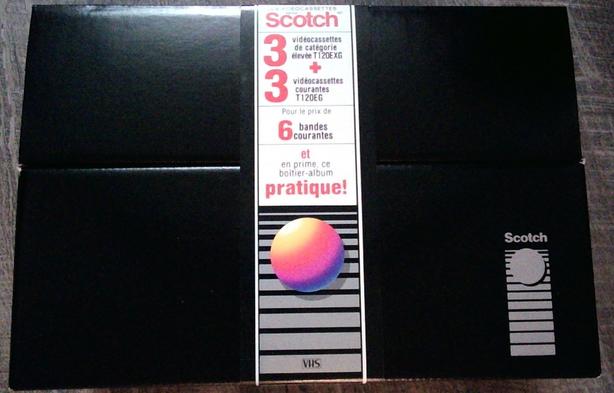 VIDÉOCASSETTES
Scotch
3 vidéocassettes
de catégorie
élevée T120EXG
+
3 vidéocassettes
courantes
T120EG
Pour le prix de
6 bandes
courantes
et
en prime, ce
boîtier-album
pratique!
VHS
Scotch